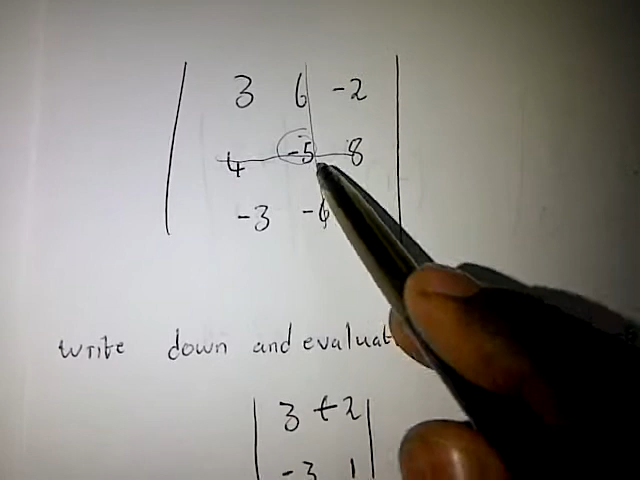 3 6 -2
4 -5 8
-3 -6
write down and evaluat
3 +2
-3 1